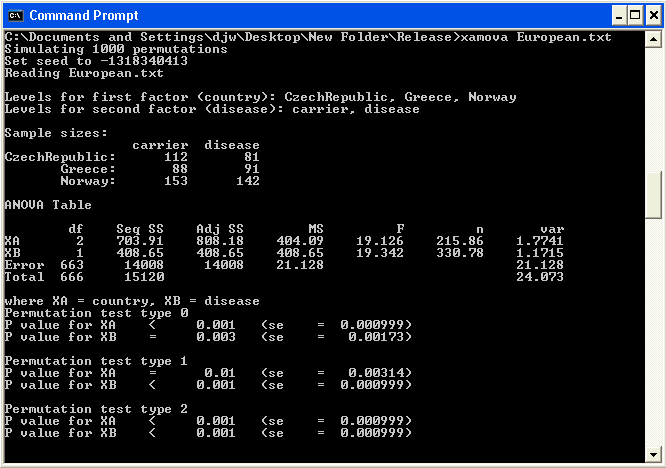 Command Prompt
C:\Documents and Settings\djw\Desktop\New Folder\Release>xamova European.txt
Simulating 1000 permutations
Set seed to -1318340413
Reading European.txt
Levels for first factor (country): CzechRepublic, Greece, Norway
Levels for second factor (disease): carrier, disease
Sample sizes:
carrier disease
CzechRepublic: 112 81
Greece: 88 91
Norway: 153 142
ANOVA Table
df Seq SS Adj SS MS F n var
XA 2 703.91 808.18 404.09 19.126 215.86 1.7741
XB 1 408.65 408.65 408.65 19.342 330.78 1.1715
Error 663 14008 14008 21.128 21.128
Total 666 15120 24.073
where XA = country, XB = disease
Permutation test type 0
P value for XA < 0.001 (se = 0.000999)
P value for XB = 0.003 (se = 0.00173)
Permutation test type 1
P value for XA = 0.01 (se = 0.00314)
P value for XB < 0.001 (se = 0.000999)
Permutation test type 2
P value for XA < 0.001 (se = 0.000999)
P value for XB < 0.001 (se = 0.000999)